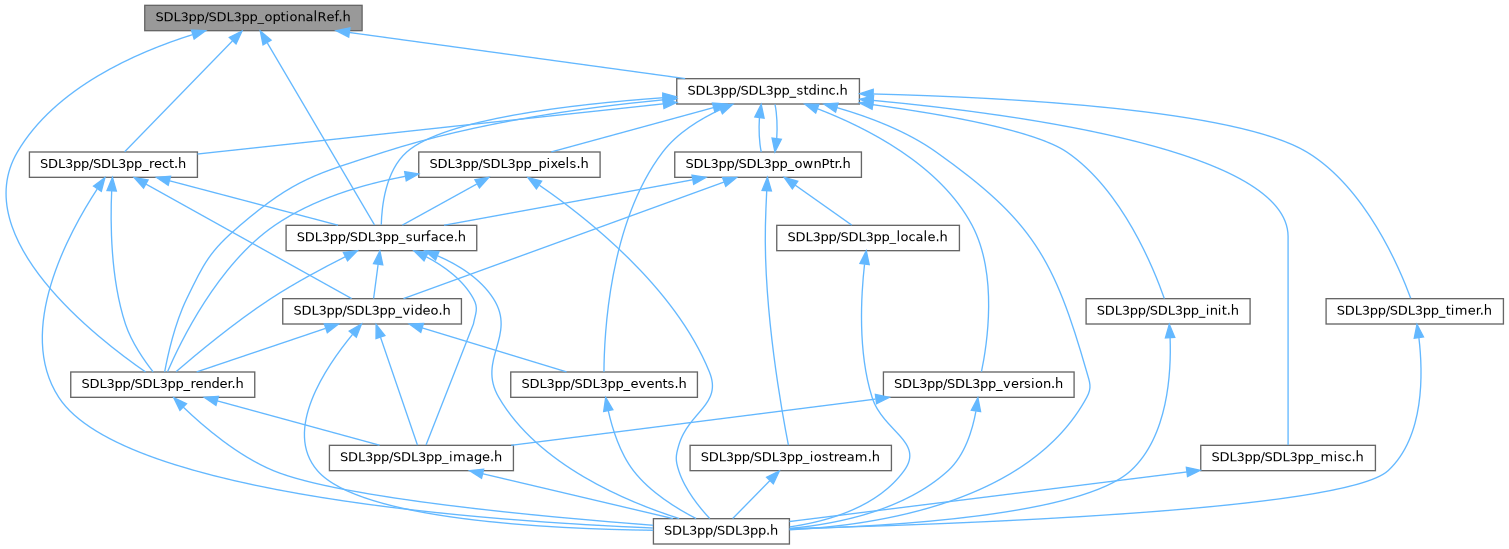 SDL3pp/SDL3pp_optionalRef.h
SDL3pp/SDL3pp_stdinc.h
SDL3pp/SDL3pp_rect.h
SDL3pp/SDL3pp_pixels.h
SDL3pp/SDL3pp_ownPtr.h
SDL3pp/SDL3pp_surface.h
SDL3pp/SDL3pp_locale.h
SDL3pp/SDL3pp_video.h
SDL3pp/SDL3pp_init.h
SDL3pp/SDL3pp_timer.h
SDL3pp/SDL3pp_render.h
SDL3pp/SDL3pp_events.h
SDL3pp/SDL3pp_version.h
SDL3pp/SDL3pp_image.h
SDL3pp/SDL3pp_iostream.h
SDL3pp/SDL3pp_misc.h
SDL3pp/SDL3pp.h